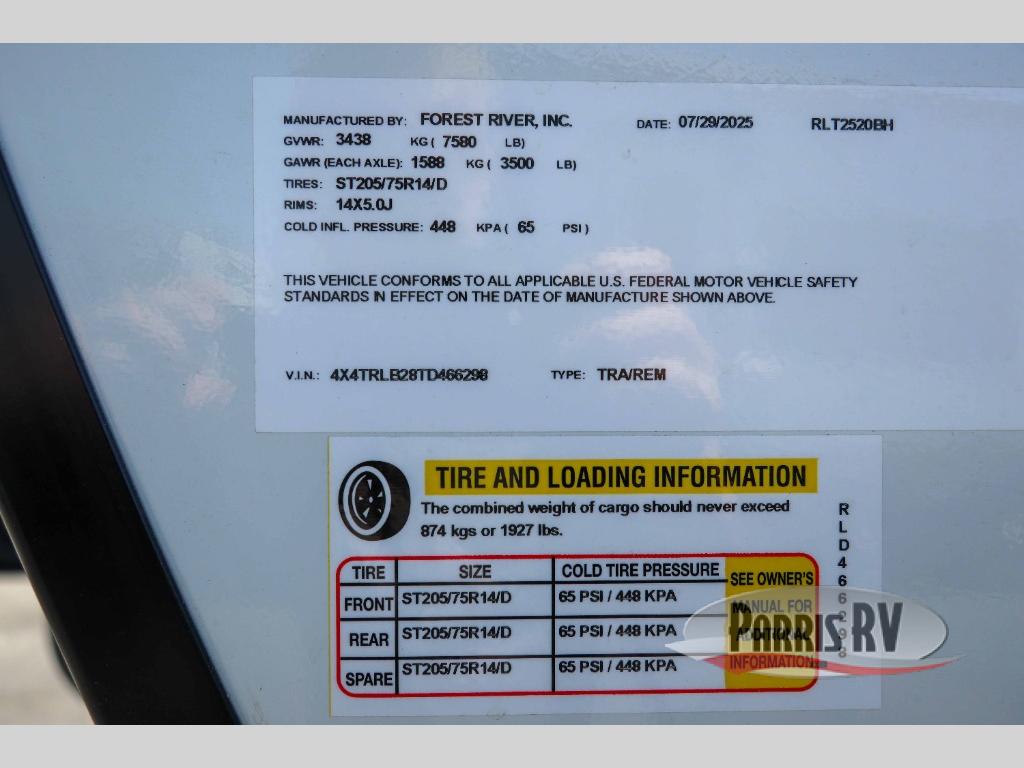 MANUFACTURED BY: FOREST RIVER, INC. DATE: 07/29/2025 RLT2520BH
GVWR: 3438 KG ( 7580 LB)
GAWR (EACH AXLE): 1588 KG ( 3500 LB)
TIRES: ST205/75R14/D
RIMS: 14X5.0J
COLD INFL. PRESSURE: 448 KPA ( 65 PSI )
THIS VEHICLE CONFORMS TO ALL APPLICABLE U.S. FEDERAL MOTOR VEHICLE SAFETY
STANDARDS IN EFFECT ON THE DATE OF MANUFACTURE SHOWN ABOVE.
V.I.N.: 4X4TRLB28TD466298 TYPE: TRA/REM
TIRE AND LOADING INFORMATION
The combined weight of cargo should never exceed
874 kgs or 1927 lbs.
TIRE SIZE COLD TIRE PRESSURE
FRONT ST205/75R14/D 65 PSI / 448 KPA
REAR ST205/75R14/D 65 PSI / 448 KPA
SPARE ST205/75R14/D 65 PSI / 448 KPA
SEE OWNER'S
MANUAL FOR
ADDITIONAL
INFORMATION
RLD466298
PARRIS RV